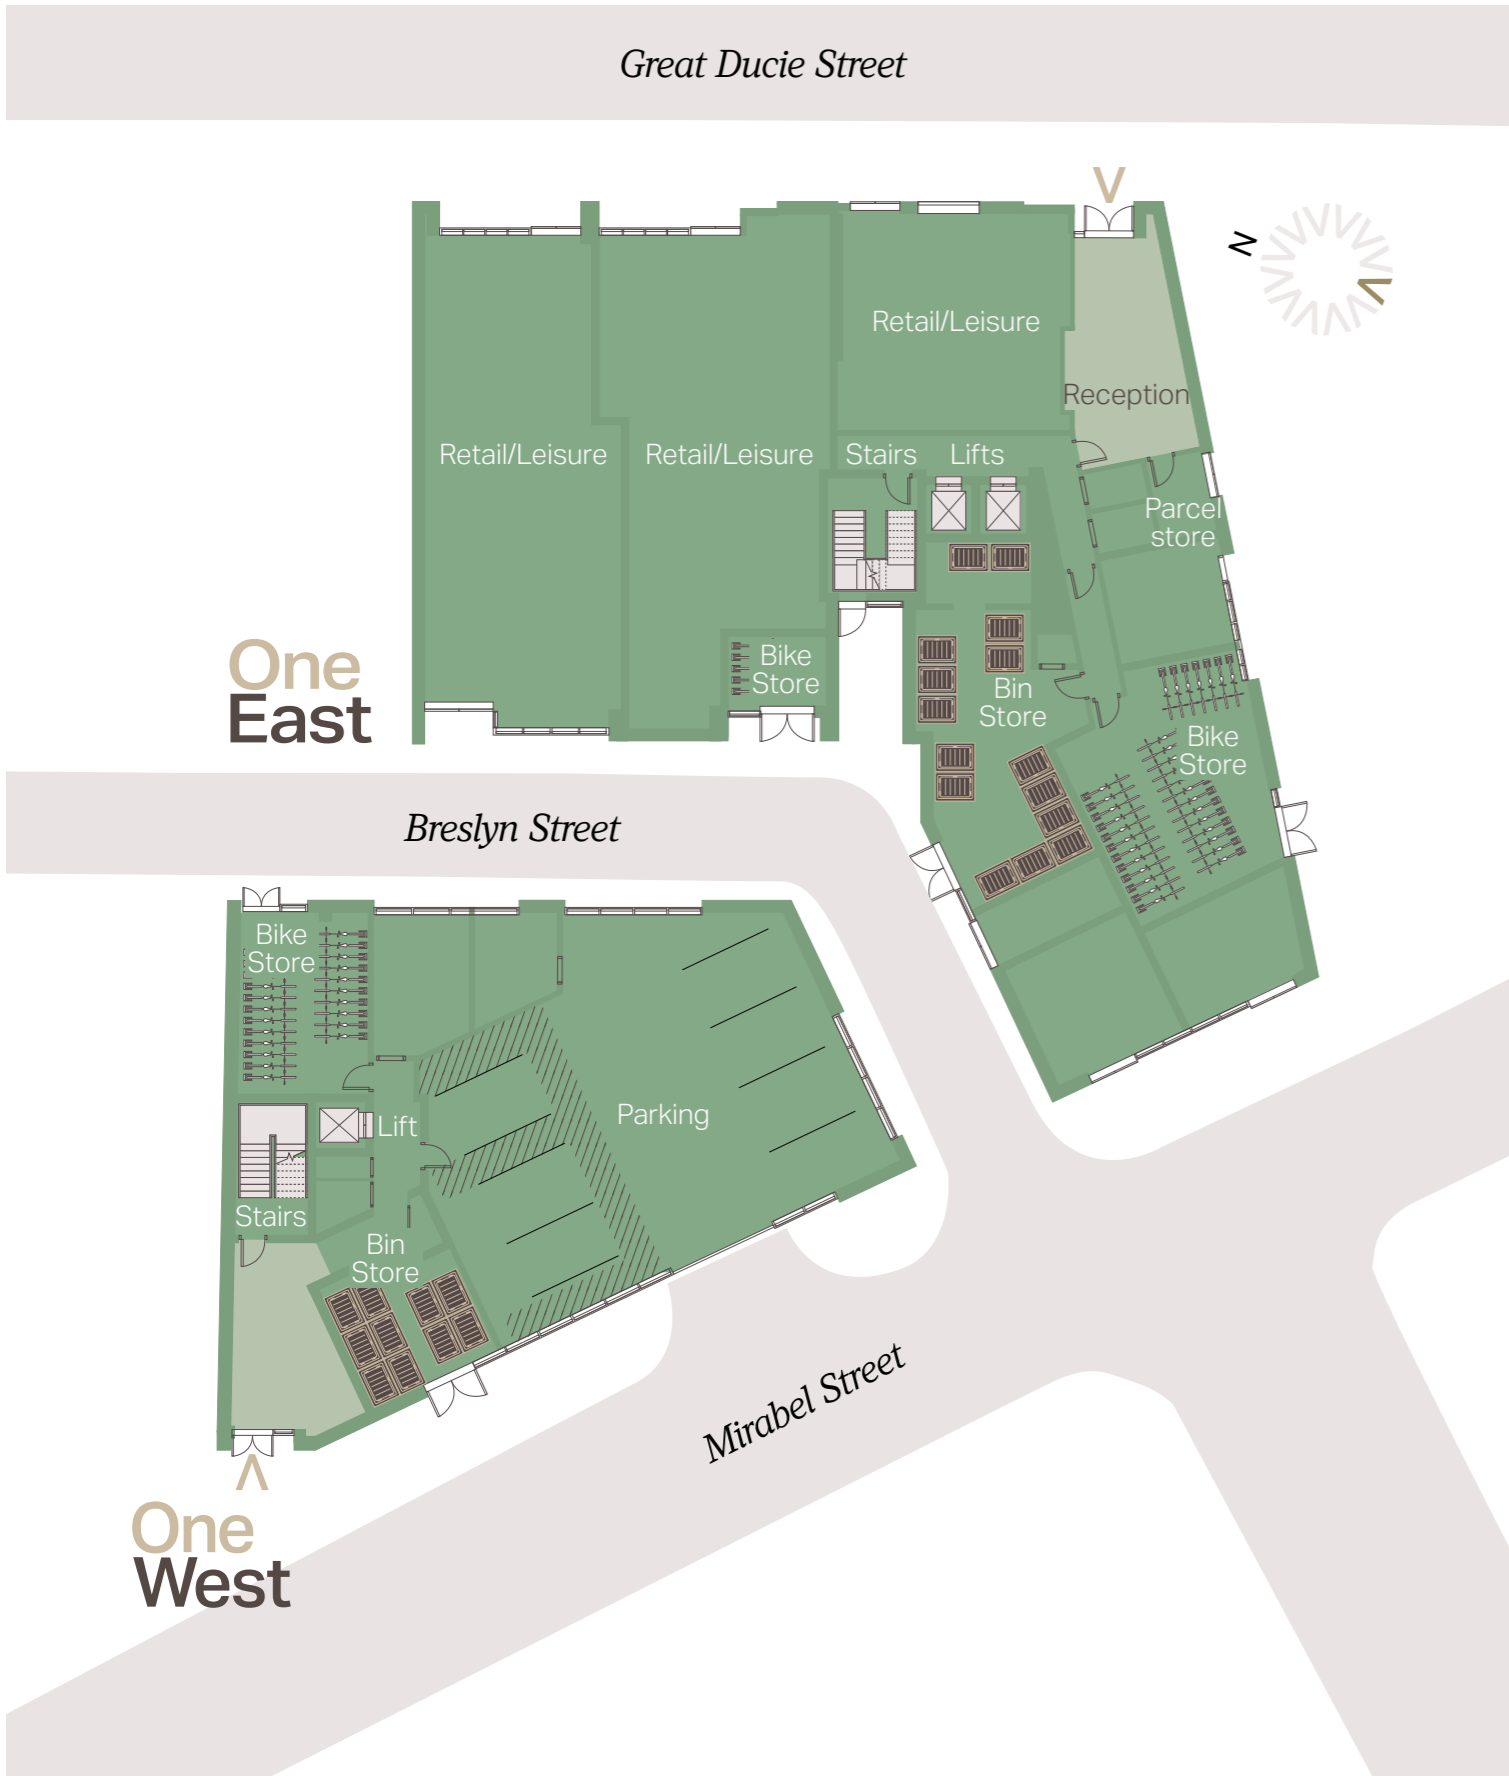 Great Ducie Street
V
N
Retail/Leisure
Reception
Retail/Leisure
Retail/Leisure
Stairs
Lifts
Parcel
store
One
East
Bike
Store
Bin
Store
Bike
Store
Breslyn Street
Bike
Store
Parking
Lift
Stairs
Bin
Store
Mirabel Street
One
West